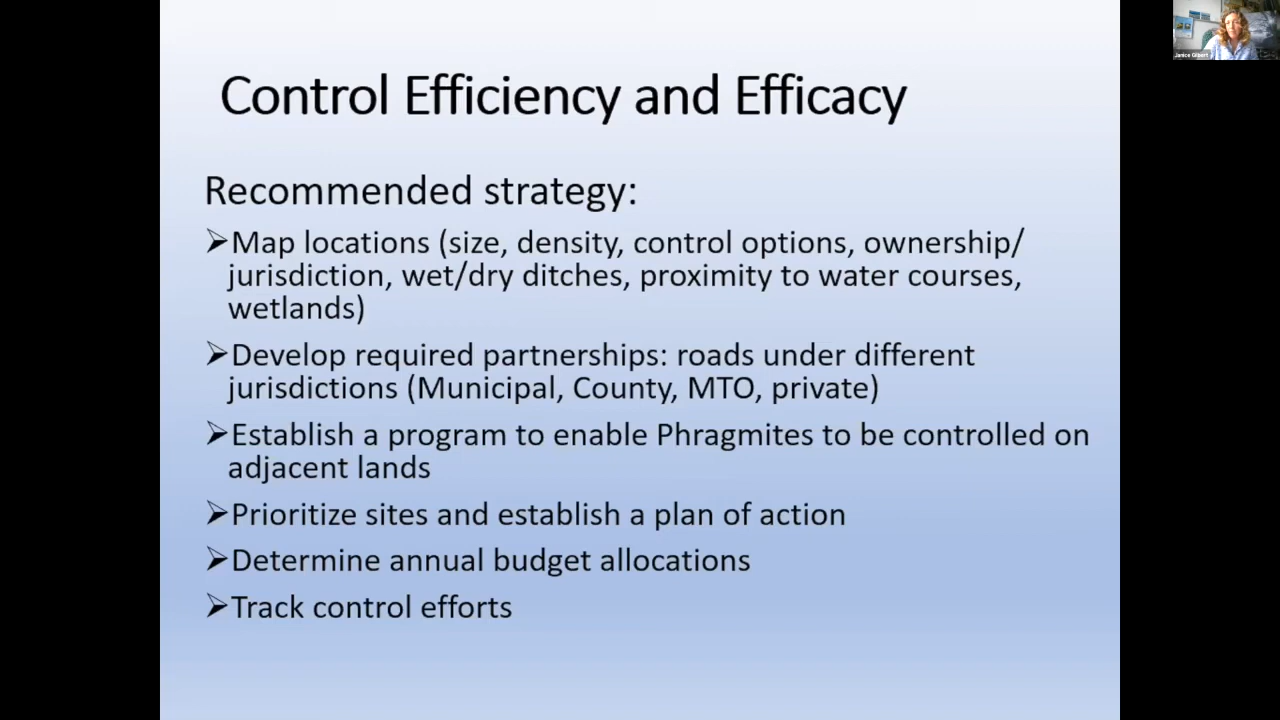 Control Efficiency and Efficacy
Recommended strategy:
➢Map locations (size, density, control options, ownership/
jurisdiction, wet/dry ditches, proximity to water courses,
wetlands)
➢Develop required partnerships: roads under different
jurisdictions (Municipal, County, MTO, private)
➢Establish a program to enable Phragmites to be controlled on
adjacent lands
➢Prioritize sites and establish a plan of action
➢Determine annual budget allocations
➢Track control efforts
Janice Gilbert